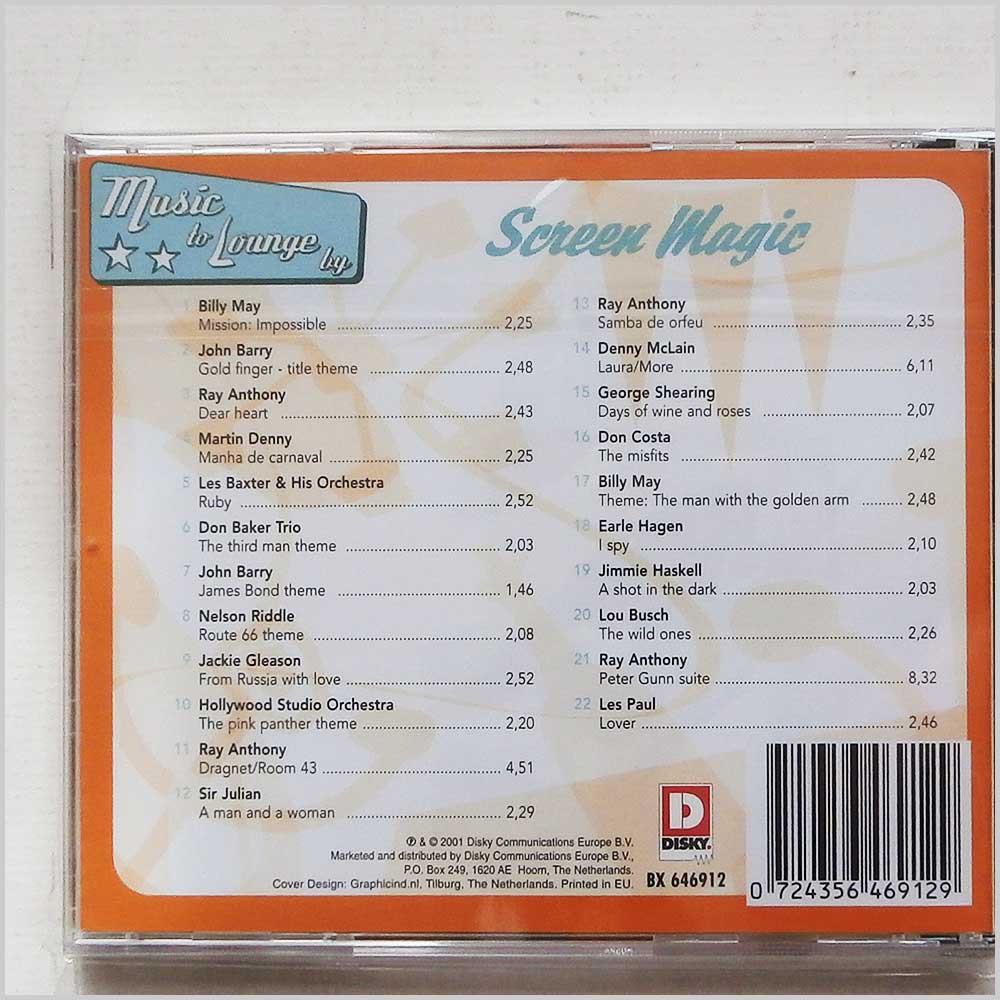 Music
to Lounge
by
Screen Magic
1 Billy May
Mission: Impossible 2,25
2 John Barry
Gold finger - title theme 2,48
3 Ray Anthony
Dear heart 2,43
4 Martin Denny
Manha de carnaval 2,25
5 Les Baxter & His Orchestra
Ruby 2,52
6 Don Baker Trio
The third man theme 2,03
7 John Barry
James Bond theme 1,46
8 Nelson Riddle
Route 66 theme 2,08
9 Jackie Gleason
From Russia with love 2,52
10 Hollywood Studio Orchestra
The pink panther theme 2,20
11 Ray Anthony
Dragnet/Room 43 4,51
12 Sir Julian
A man and a woman 2,29
13 Ray Anthony
Samba de orfeu 2,35
14 Denny McLain
Laura/More 6,11
15 George Shearing
Days of wine and roses 2,07
16 Don Costa
The misfits 2,42
17 Billy May
Theme: The man with the golden arm 2,48
18 Earle Hagen
I spy 2,10
19 Jimmie Haskell
A shot in the dark 2,03
20 Lou Busch
The wild ones 2,26
21 Ray Anthony
Peter Gunn suite 8,32
22 Les Paul
Lover 2,46
℗ & © 2001 Disky Communications Europe B.V.
Marketed and distributed by Disky Communications Europe B.V.,
P.O. Box 249, 1620 AE Hoorn, The Netherlands.
Cover Design: Graphicind.nl, Tilburg, The Netherlands. Printed in EU.
D
DISKY.
BX 646912
0 724356 469129